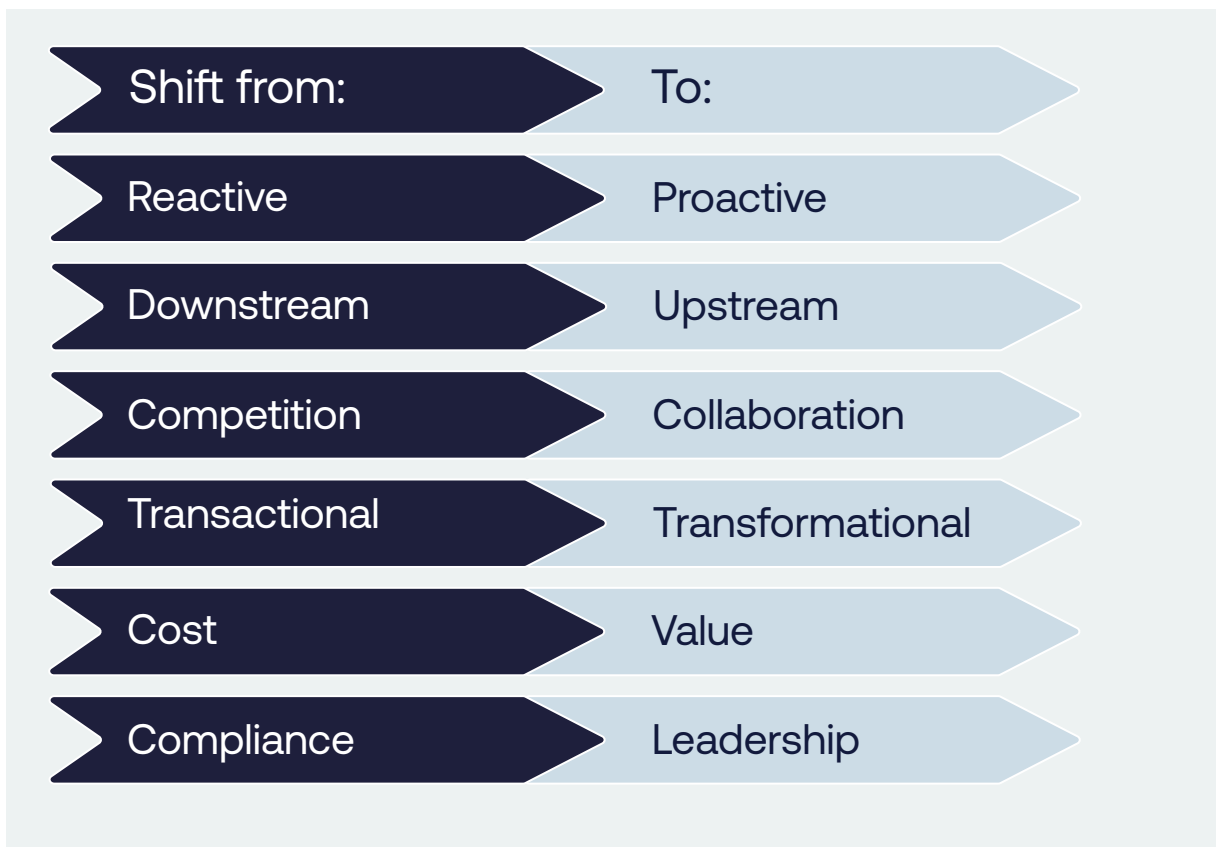 Shift from:
To:
Reactive
Proactive
Downstream
Upstream
Competition
Collaboration
Transactional
Transformational
Cost
Value
Compliance
Leadership